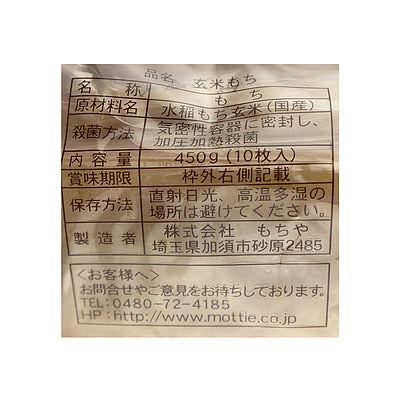 品名 玄米もち
名称 もち
原材料名 水稲もち玄米(国産)
殺菌方法 気密性容器に密封し、
加圧加熱殺菌
内容量 450g(10枚入)
賞味期限 枠外右側記載
保存方法 直射日光、高温多湿の
場所は避けてください。
製造者 株式会社 もちや
埼玉県加須市砂原2485
<お客様へ>
お問合せやご意見をお待ちしております。
TEL:0480-72-4185
HP:http://www.mottie.co.jp